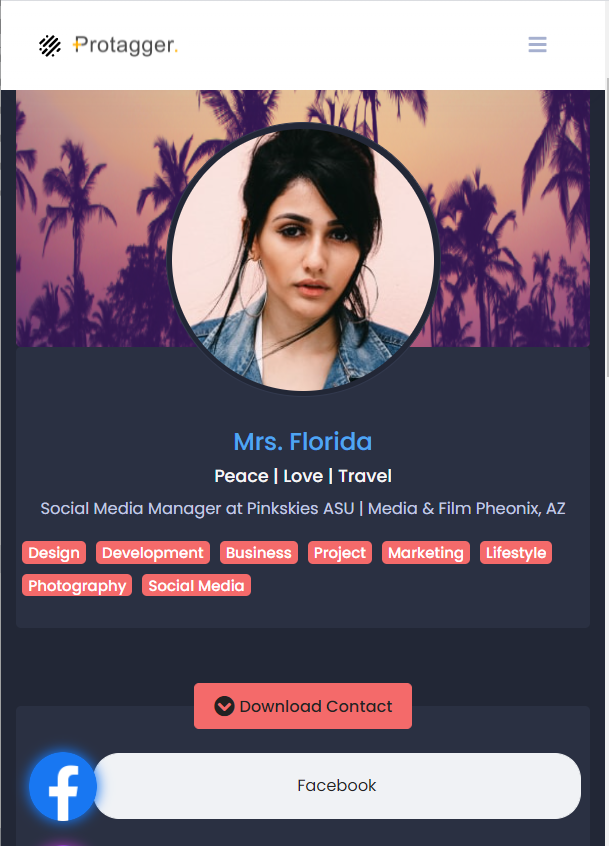 Protagger.
Mrs. Florida
Peace | Love | Travel
Social Media Manager at Pinkskies ASU | Media & Film Pheonix, AZ
Design Development Business Project Marketing Lifestyle
Photography Social Media
Download Contact
Facebook